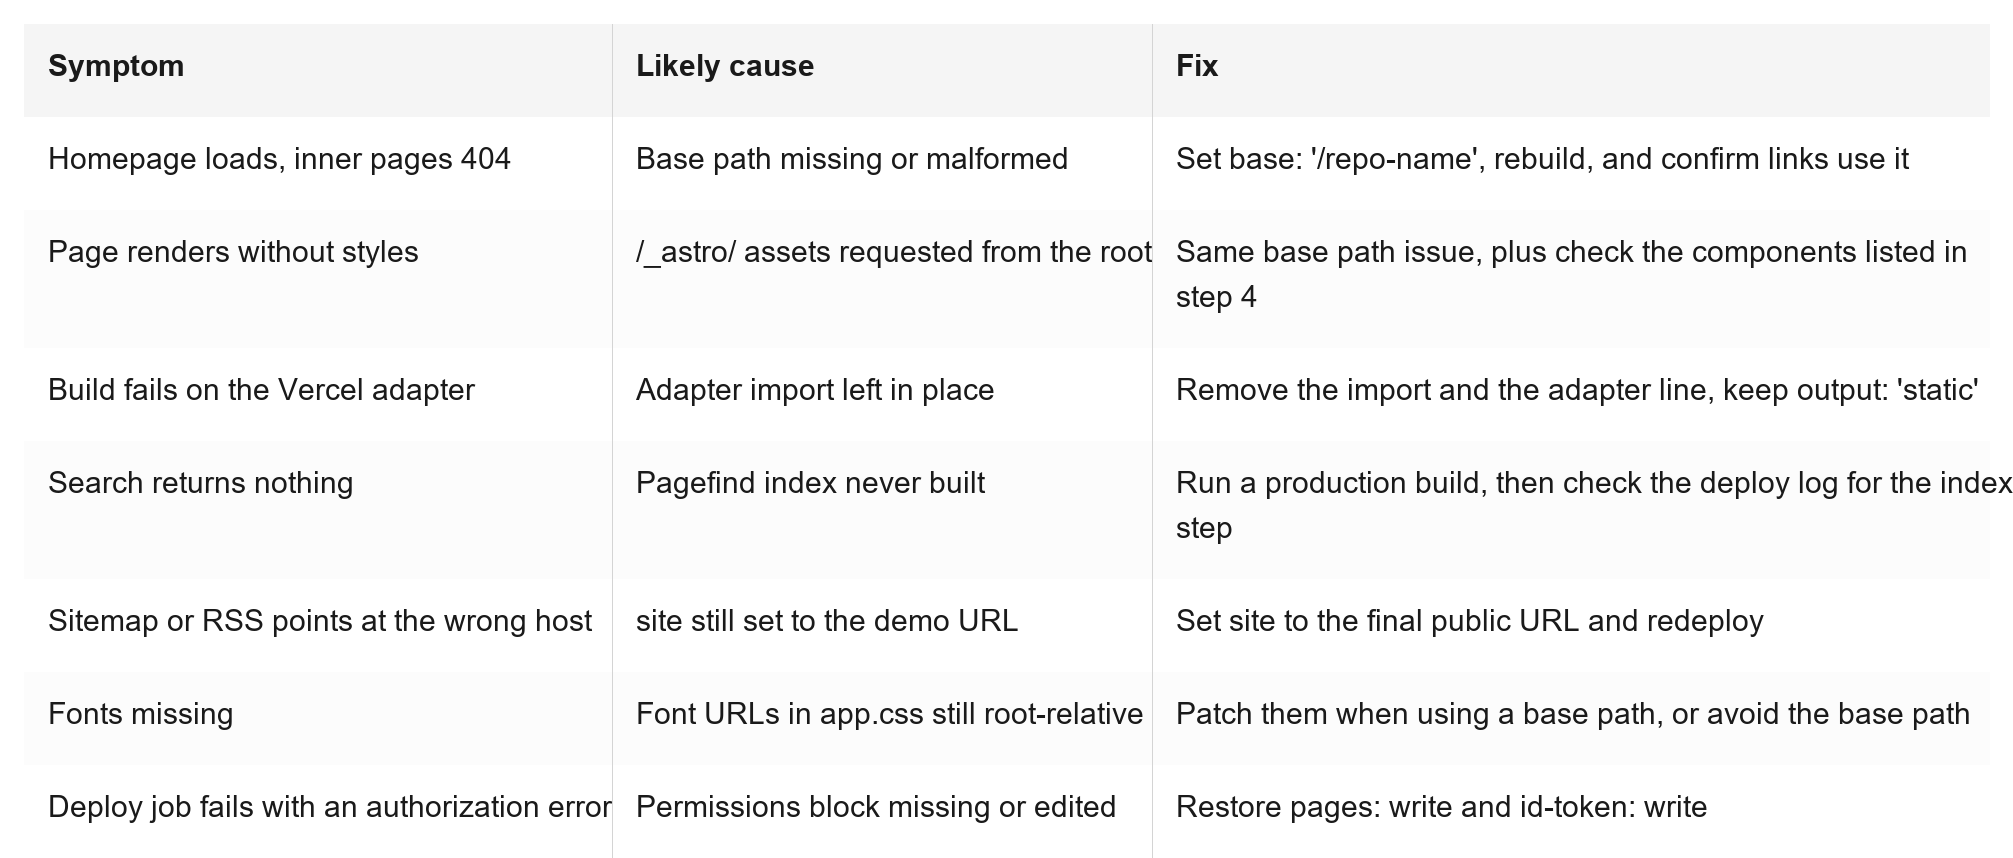 Symptom
Likely cause
Fix
Homepage loads, inner pages 404
Base path missing or malformed
Set base: '/repo-name', rebuild, and confirm links use it
Page renders without styles
/_astro/ assets requested from the root
Same base path issue, plus check the components listed in
step 4
Build fails on the Vercel adapter
Adapter import left in place
Remove the import and the adapter line, keep output: 'static'
Search returns nothing
Pagefind index never built
Run a production build, then check the deploy log for the index
step
Sitemap or RSS points at the wrong host
site still set to the demo URL
Set site to the final public URL and redeploy
Fonts missing
Font URLs in app.css still root-relative
Patch them when using a base path, or avoid the base path
Deploy job fails with an authorization error
Permissions block missing or edited
Restore pages: write and id-token: write